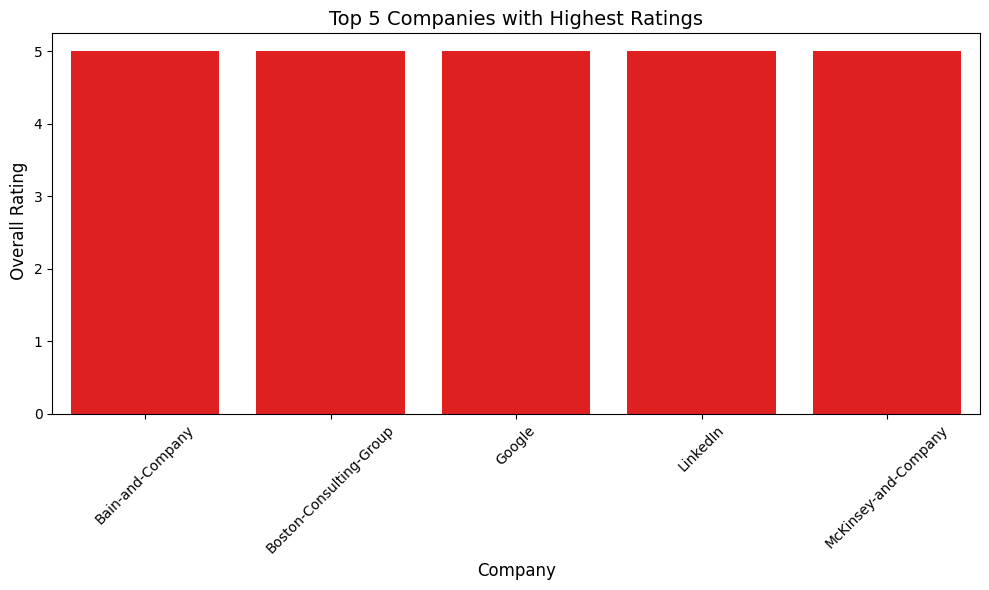 Top 5 Companies with Highest Ratings
Overall Rating
5
4
3
2
1
0
Bain-and-Company
Boston-Consulting-Group
Google
LinkedIn
McKinsey-and-Company
Company